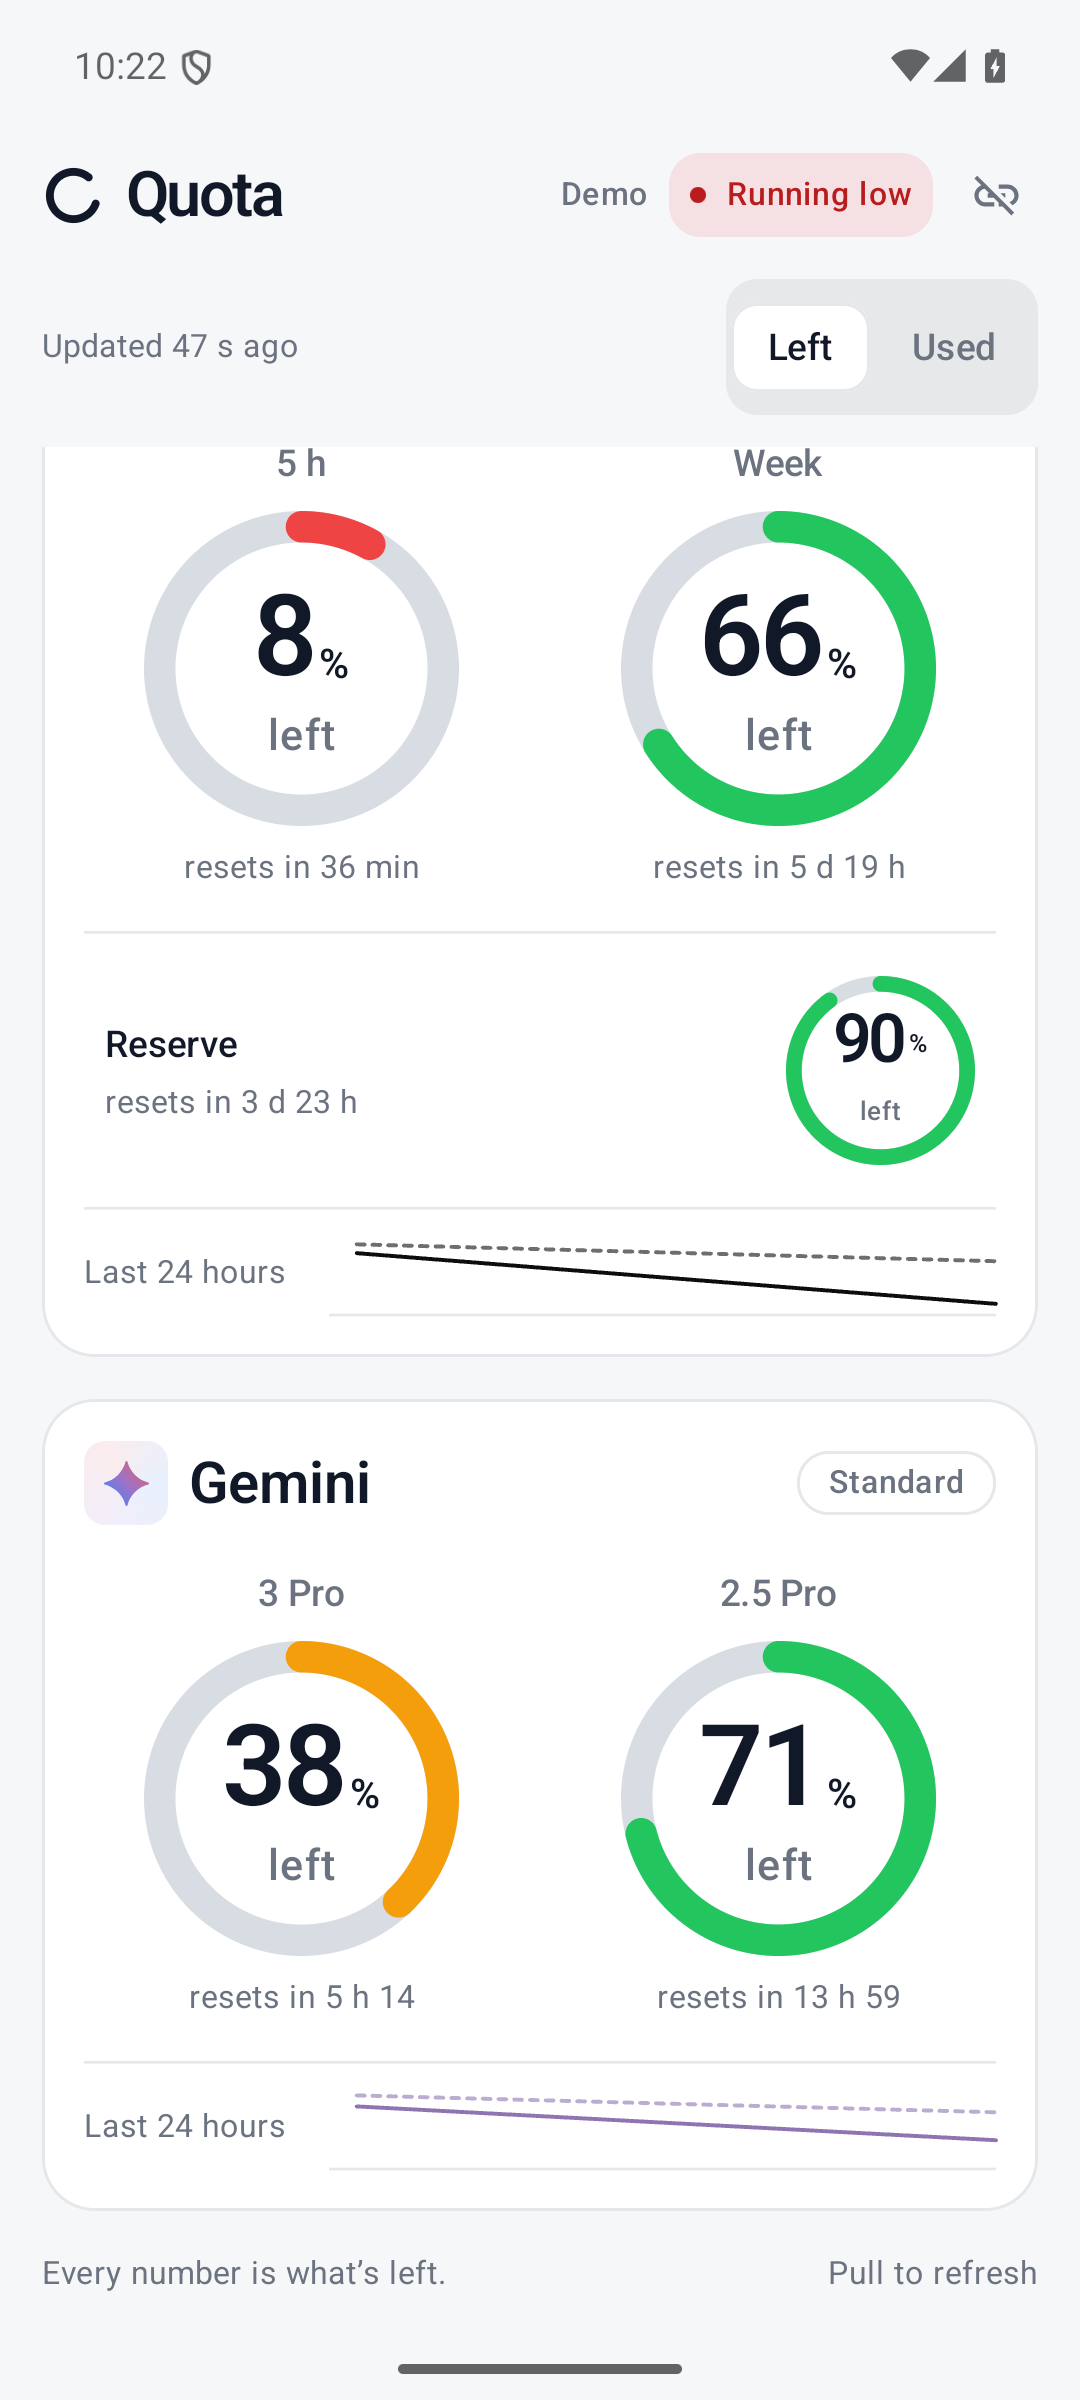 10:22
Quota
Demo
Running low
Updated 47 s ago
Left
Used
5 h
Week
8%
left
66%
left
resets in 36 min
resets in 5 d 19 h
Reserve
resets in 3 d 23 h
90%
left
Last 24 hours
Gemini
Standard
3 Pro
2.5 Pro
38%
left
71%
left
resets in 5 h 14
resets in 13 h 59
Last 24 hours
Every number is what’s left.
Pull to refresh